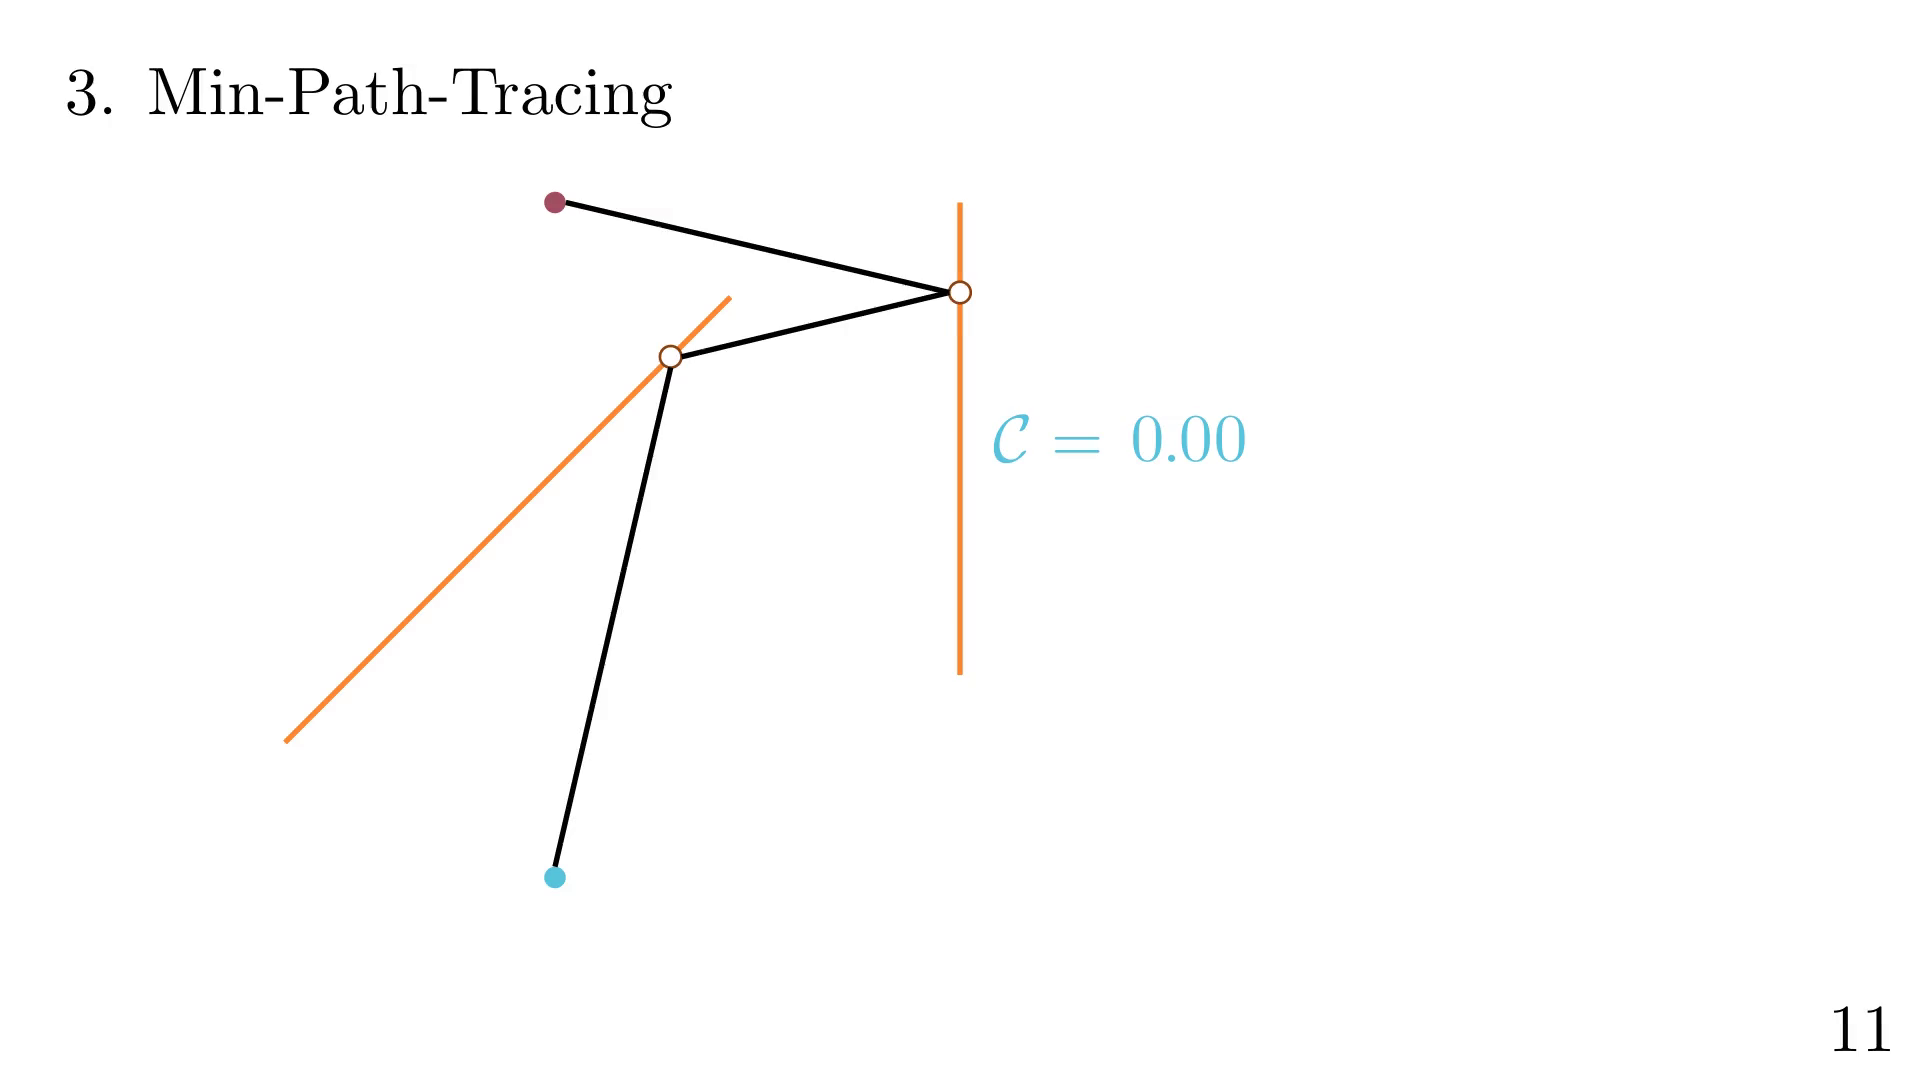 3. Min-Path-Tracing
𝒞 = 0.00
11